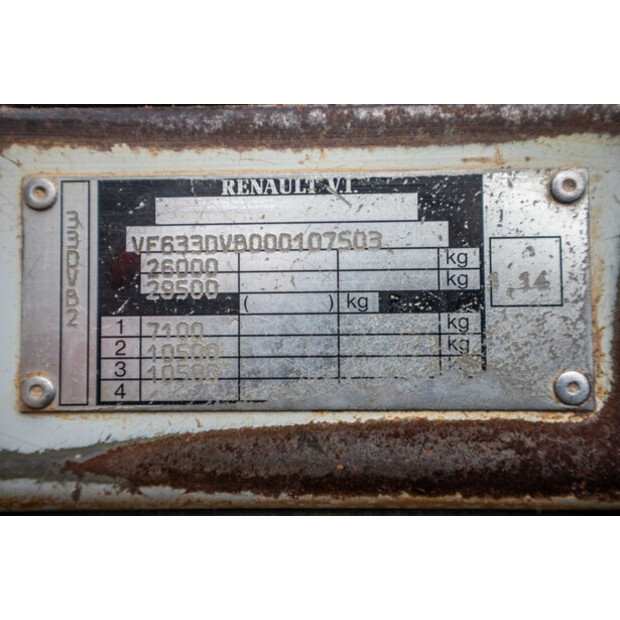 RENAULT V.I.
33DVB2
VF633DVB000107503
26000 kg
29500 kg
( ) kg
1 7100 kg
2 10500 kg
3 10500
4
1,14